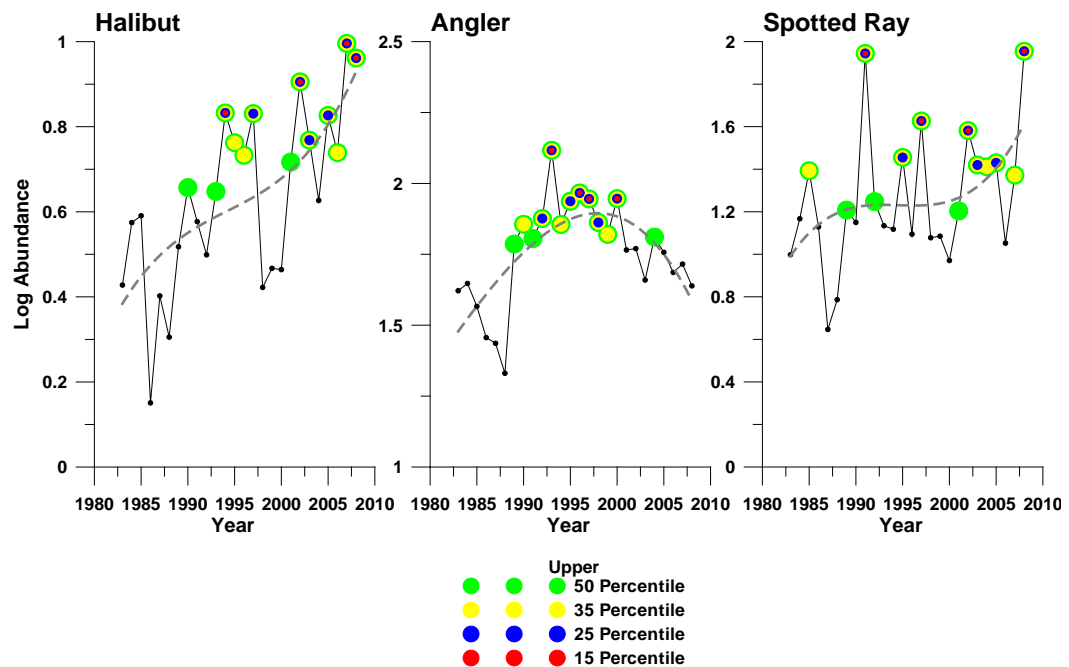 Halibut
Angler
Spotted Ray
1
0.8
0.6
0.4
0.2
0
Log Abundance
1980 1985 1990 1995 2000 2005 2010
Year
2.5
2
1.5
1
1980 1985 1990 1995 2000 2005 2010
Year
2
1.6
1.2
0.8
0.4
0
1980 1985 1990 1995 2000 2005 2010
Year
Upper
50 Percentile
35 Percentile
25 Percentile
15 Percentile